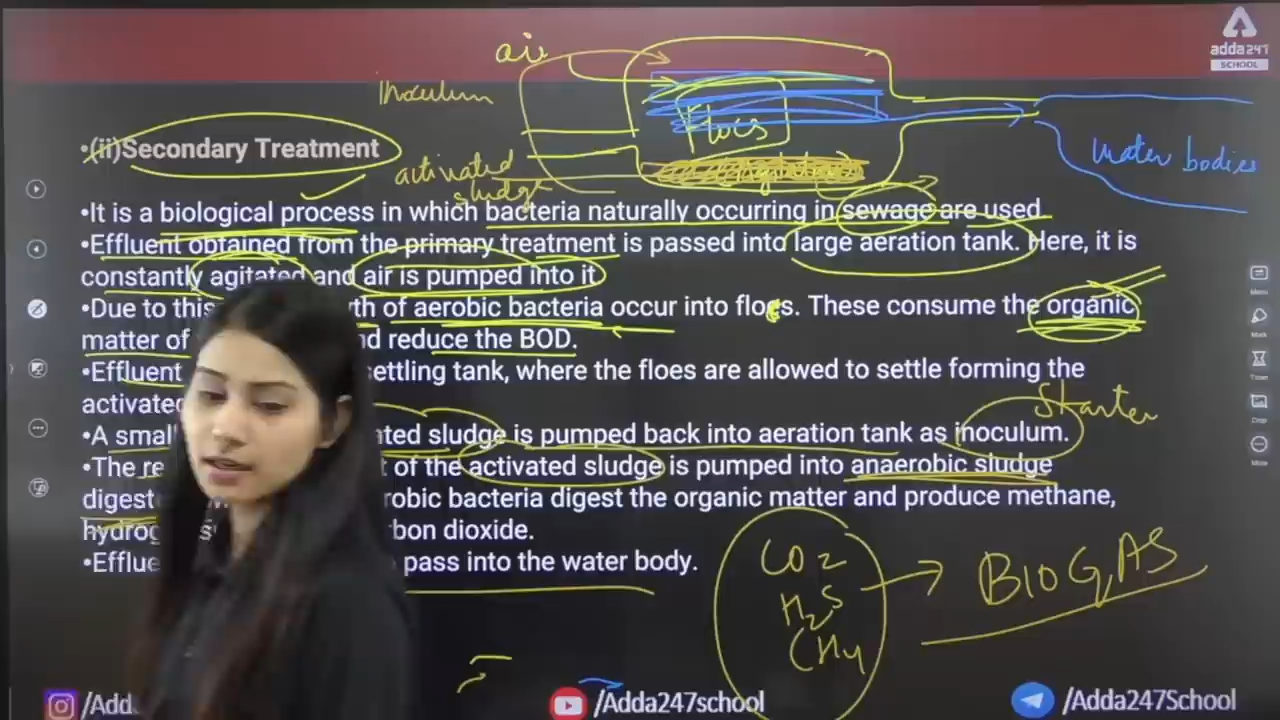 adda247
SCHOOL
air
Inoculum
Flocs
water bodies
•(ii)Secondary Treatment
activated
sludge
•It is a biological process in which bacteria naturally occurring in sewage are used
•Effluent obtained from the primary treatment is passed into large aeration tank. Here, it is
constantly agitated and air is pumped into it
•Due to this th of aerobic bacteria occur into flocs. These consume the organic
matter of nd reduce the BOD.
•Effluent settling tank, where the floes are allowed to settle forming the
activated
Starter
•A small ated sludge is pumped back into aeration tank as inoculum.
•The re t of the activated sludge is pumped into anaerobic sludge
digeste robic bacteria digest the organic matter and produce methane,
hydrog s bon dioxide.
•Efflue pass into the water body.
CO2
H2S
CH4
BIOGAS
/Add
/Adda247school
/Adda247School